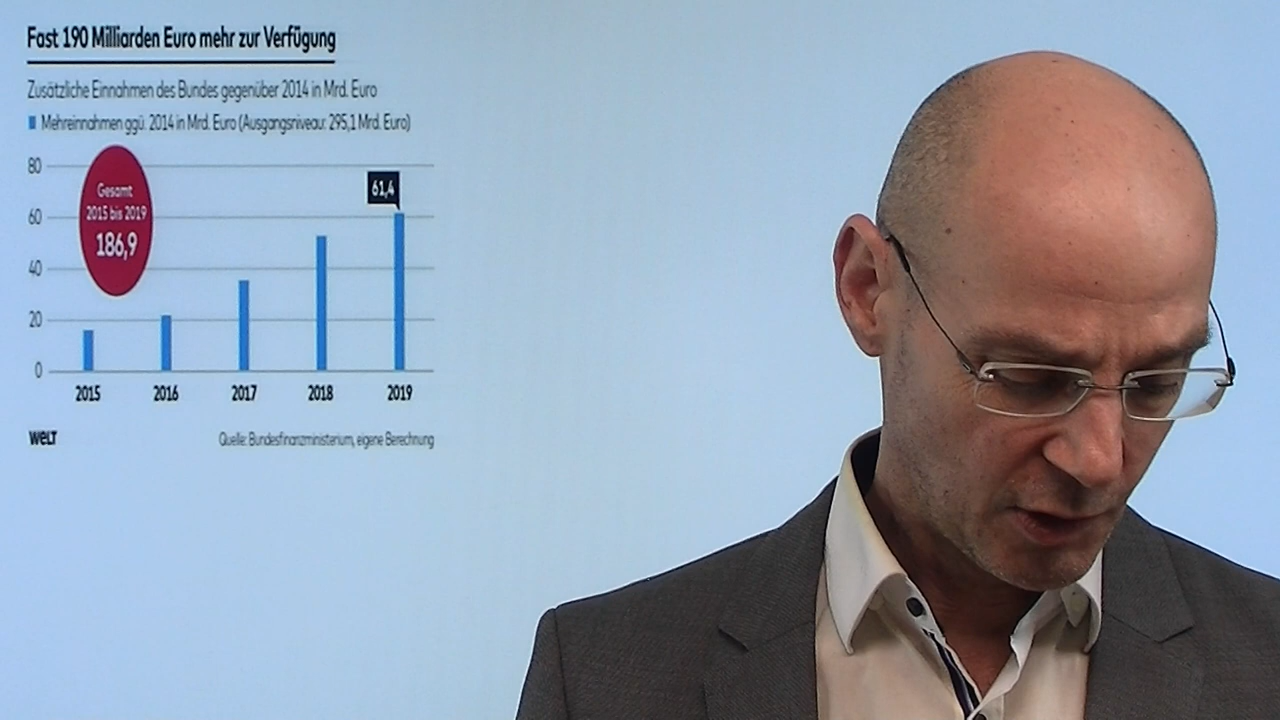 Fast 190 Milliarden Euro mehr zur Verfügung
Zusätzliche Einnahmen des Bundes gegenüber 2014 in Mrd. Euro
Mehreinnahmen ggü. 2014 in Mrd. Euro (Ausgangsniveau: 295,1 Mrd. Euro)
80
60
40
20
0
Gesamt
2015 bis 2019
186,9
61,4
2015 2016 2017 2018 2019
WELT
Quelle: Bundesfinanzministerium, eigene Berechnung